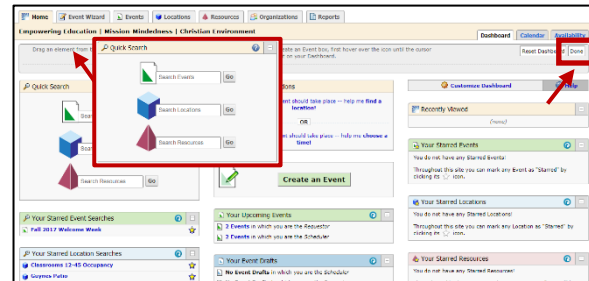 Home Event Wizard Events Locations Resources Organizations Reports
Empowering Education | Mission Mindedness | Christian Environment
Dashboard Calendar Availability
Drag an element from
create an Event box, first hover over the icon until the cursor
on your Dashboard.
Reset Dashboard Done
Quick Search
Search Events Go
Search Locations Go
Search Resources Go
Quick Search
Search Resources Go
ent should take place -- help me find a
location!
OR
ent should take place -- help me choose a
time!
Create an Event
Customize Dashboard Help
Recently Viewed
(none)
Your Starred Events
You do not have any Starred Events!
Throughout this site you can mark any Event as "Starred" by
clicking its icon.
Your Starred Locations
You do not have any Starred Locations!
Throughout this site you can mark any Location as "Starred" by
clicking its icon.
Your Starred Resources
You do not have any Starred Resources!
Your Starred Event Searches
Fall 2017 Welcome Week
Your Starred Location Searches
Classrooms 12-45 Occupancy
Guynes Patio
Your Upcoming Events
2 Events in which you are the Requestor
2 Events in which you are the Scheduler
Your Event Drafts
No Event Drafts in which you are the Scheduler